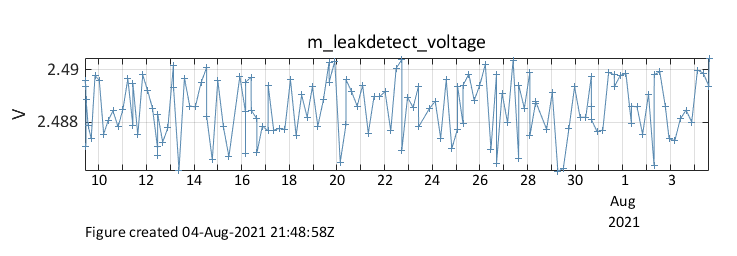 m_leakdetect_voltage
2.49
2.488
V
10 12 14 16 18 20 22 24 26 28 30 1 3
Aug
2021
Figure created 04-Aug-2021 21:48:58Z